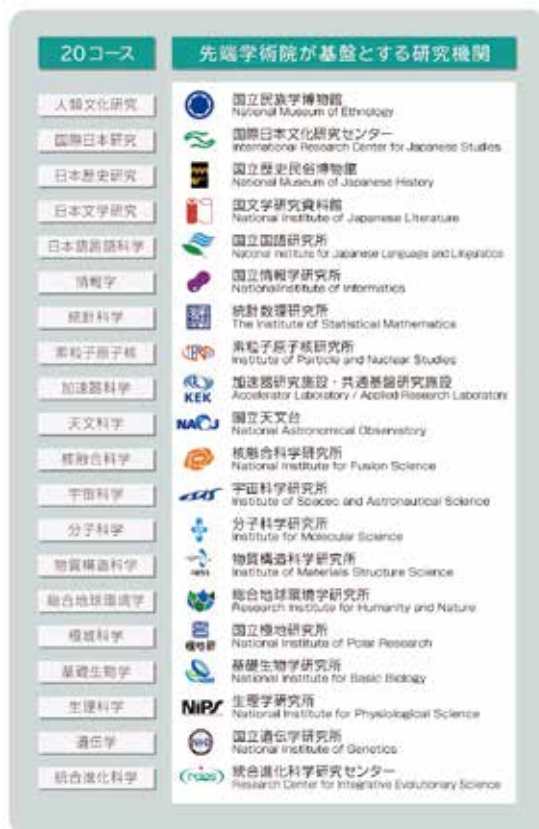 20コース
先端学術院が基盤とする研究機関
人類文化研究
国立民族学博物館
National Museum of Ethnology
国際日本研究
国際日本文化研究センター
International Research Center for Japanese Studies
日本歴史研究
国立歴史民俗博物館
National Museum of Japanese History
日本文学研究
国文学研究資料館
National Institute of Japanese Literature
日本語言語科学
国立国語研究所
National Institute for Japanese Language and Linguistics
情報学
国立情報学研究所
NationalInstitute of Informatics
統計科学
統計数理研究所
The Institute of Statistical Mathematics
素粒子原子核
素粒子原子核研究所
Institute of Particle and Nuclear Studies
加速器科学
KEK
加速器研究施設・共通基盤研究施設
Accelerator Laboratory / Applied Research Laboratory
天文科学
NAOJ
国立天文台
National Astronomical Observatory
核融合科学
核融合科学研究所
National Institute for Fusion Science
宇宙科学
宇宙科学研究所
Institute of Spacec and Astronautical Science
分子科学
分子科学研究所
Institute for Molecular Science
物質構造科学
物質構造科学研究所
Institute of Materials Structure Science
総合地球環境学
総合地球環境学研究所
Research Institute for Humanity and Nature
極域科学
極地研
国立極地研究所
National Institute of Polar Research
基礎生物学
基礎生物学研究所
National Institute for Basic Biology
生理科学
NIPS
生理学研究所
National Institute for Physiological Science
遺伝学
国立遺伝学研究所
National Institute of Genetics
統合進化科学
統合進化科学研究センター
Research Center for Integrative Evolutionary Science